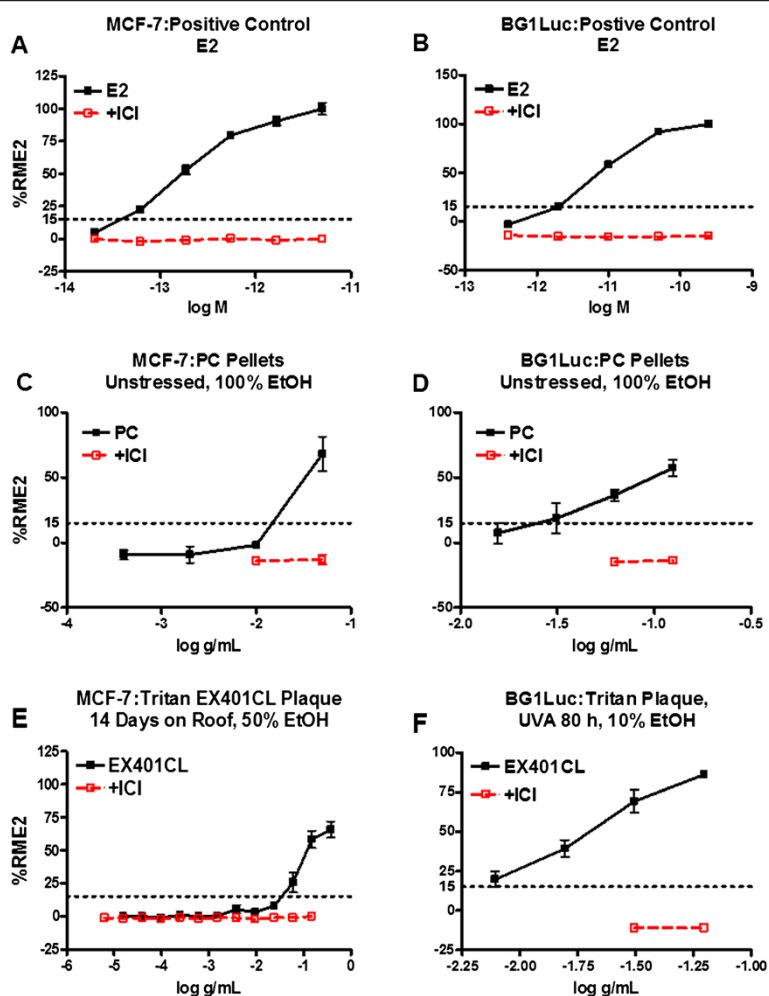 MCF-7:Positive Control
E2
A
E2
+ICI
%RME2
125
100
75
50
25
15
0
-25
-14
-13
-12
-11
log M
BG1Luc:Postive Control
E2
B
E2
+ICI
150
100
50
15
0
-50
-13
-12
-11
-10
-9
log M
MCF-7:PC Pellets
Unstressed, 100% EtOH
C
PC
+ICI
%RME2
100
50
15
0
-50
-4
-3
-2
-1
log g/mL
BG1Luc:PC Pellets
Unstressed, 100% EtOH
D
PC
+ICI
100
50
15
0
-50
-2.0
-1.5
-1.0
-0.5
log g/mL
MCF-7:Tritan EX401CL Plaque
14 Days on Roof, 50% EtOH
E
EX401CL
+ICI
%RME2
125
100
75
50
25
0
-25
-6
-5
-4
-3
-2
-1
0
log g/mL
BG1Luc:Tritan Plaque,
UVA 80 h, 10% EtOH
F
EX401CL
+ICI
100
75
50
25
15
0
-25
-2.25
-2.00
-1.75
-1.50
-1.25
-1.00
log g/mL